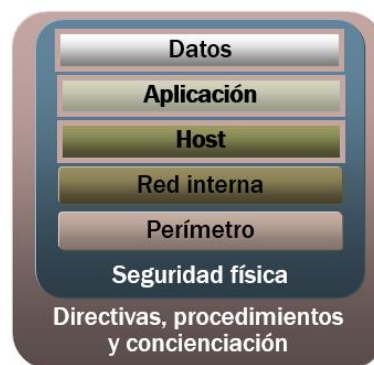 Datos
Aplicación
Host
Red interna
Perímetro
Seguridad física
Directivas, procedimientos
y concienciación